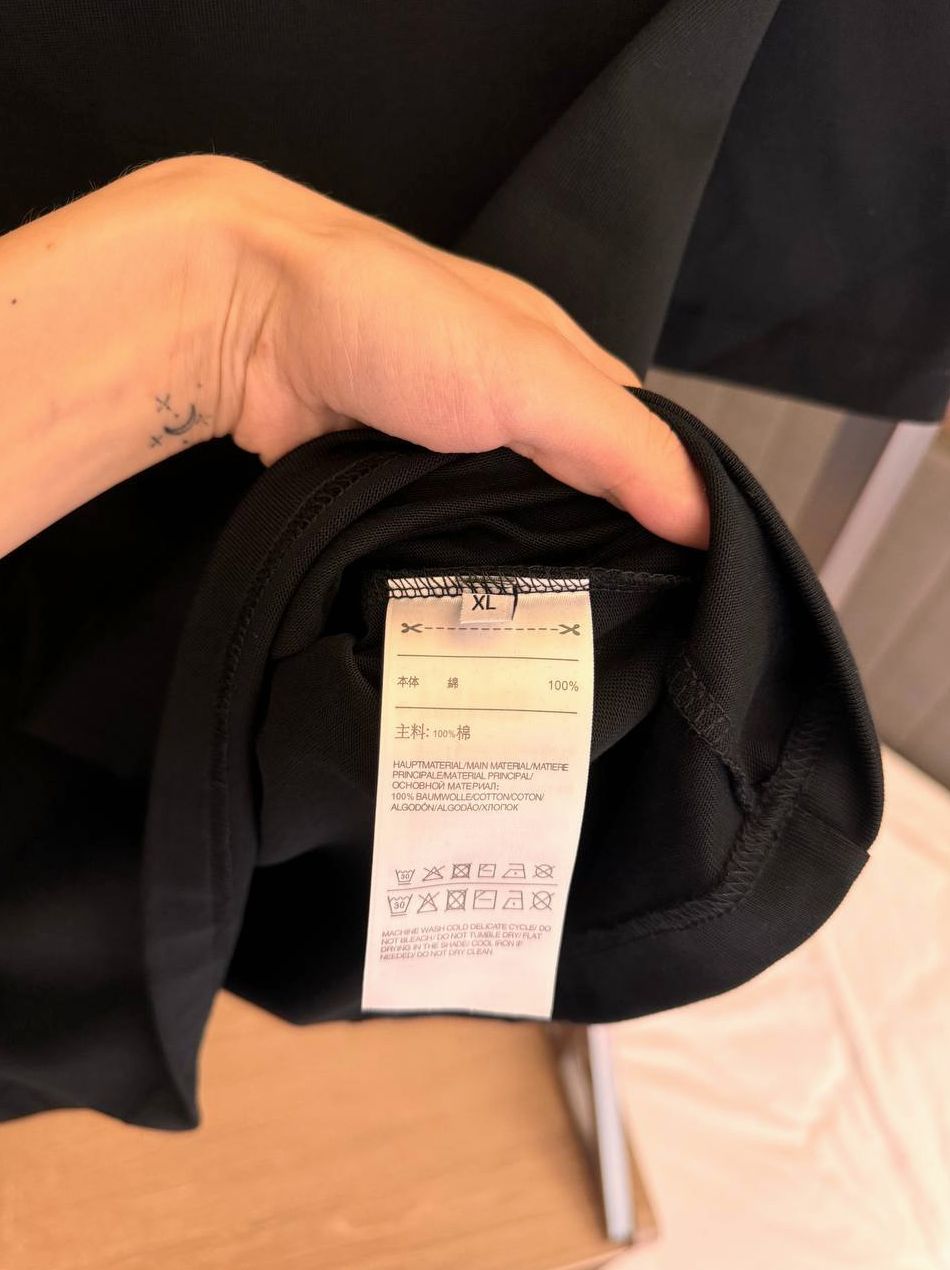 XL
本体 綿 100%
主料: 100%棉
HAUPTMATERIAL/MAIN MATERIAL/MATIERE
PRINCIPALE/MATERIAL PRINCIPAL/
ОСНОВНОЙ МАТЕРИАЛ:
100% BAUMWOLLE/COTTON/COTON/
ALGODÓN/ALGODÃO/ХЛОПОК
30
30
MACHINE WASH COLD DELICATE CYCLE/ DO
NOT BLEACH/ DO NOT TUMBLE DRY/ FLAT
DRYING IN THE SHADE/ COOL IRON IF
NEEDED/ DO NOT DRY CLEAN